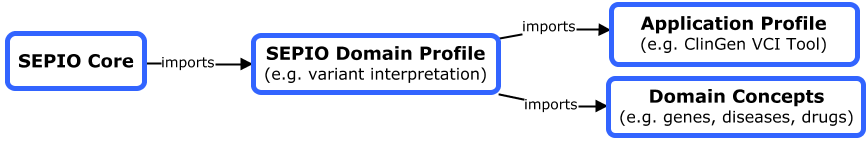 SEPIO Core
imports
SEPIO Domain Profile
(e.g. variant interpretation)
imports
Application Profile
(e.g. ClinGen VCI Tool)
imports
Domain Concepts
(e.g. genes, diseases, drugs)